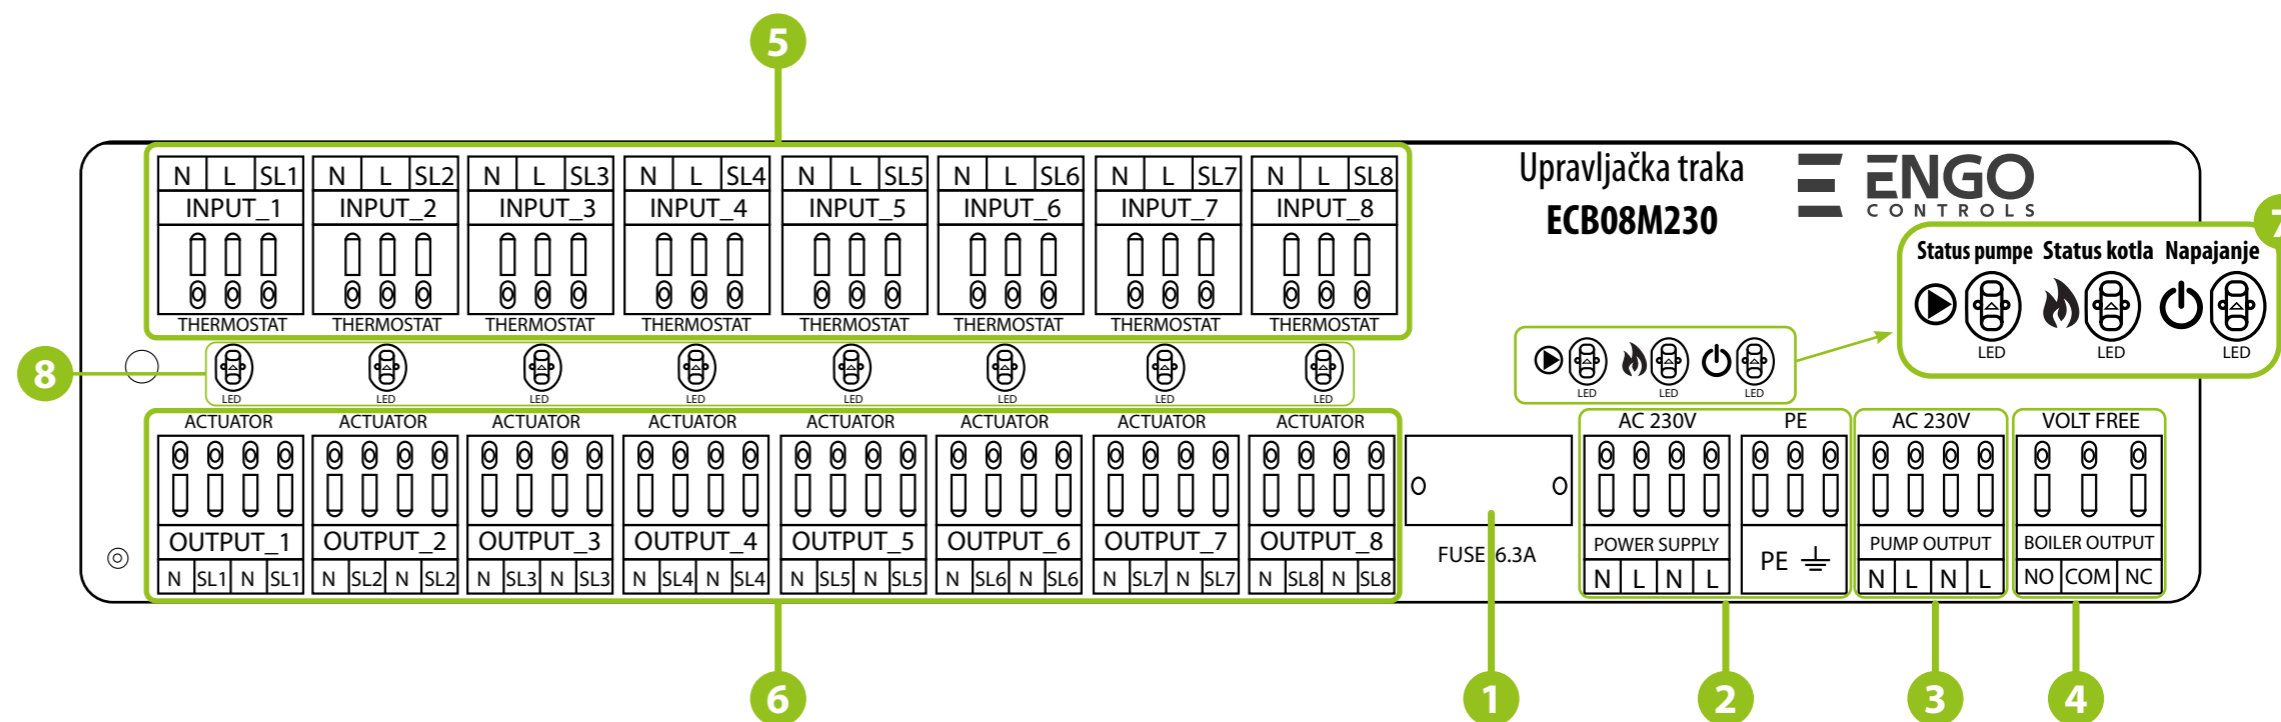 5
N L SL1 N L SL2 N L SL3 N L SL4 N L SL5 N L SL6 N L SL7 N L SL8
INPUT_1 INPUT_2 INPUT_3 INPUT_4 INPUT_5 INPUT_6 INPUT_7 INPUT_8
THERMOSTAT THERMOSTAT THERMOSTAT THERMOSTAT THERMOSTAT THERMOSTAT THERMOSTAT THERMOSTAT
Upravljačka traka
ECB08M230
ENGO
CONTROLS
7
Status pumpe Status kotla Napajanje
LED LED LED
8
LED LED LED LED LED LED LED LED
LED LED LED
ACTUATOR ACTUATOR ACTUATOR ACTUATOR ACTUATOR ACTUATOR ACTUATOR ACTUATOR
OUTPUT_1 OUTPUT_2 OUTPUT_3 OUTPUT_4 OUTPUT_5 OUTPUT_6 OUTPUT_7 OUTPUT_8
N SL1 N SL1 N SL2 N SL2 N SL3 N SL3 N SL4 N SL4 N SL5 N SL5 N SL6 N SL6 N SL7 N SL7 N SL8 N SL8
FUSE 6.3A
AC 230V PE AC 230V VOLT FREE
POWER SUPPLY PE PUMP OUTPUT BOILER OUTPUT
N L N L N L N L NO COM NC
6 1 2 3 4